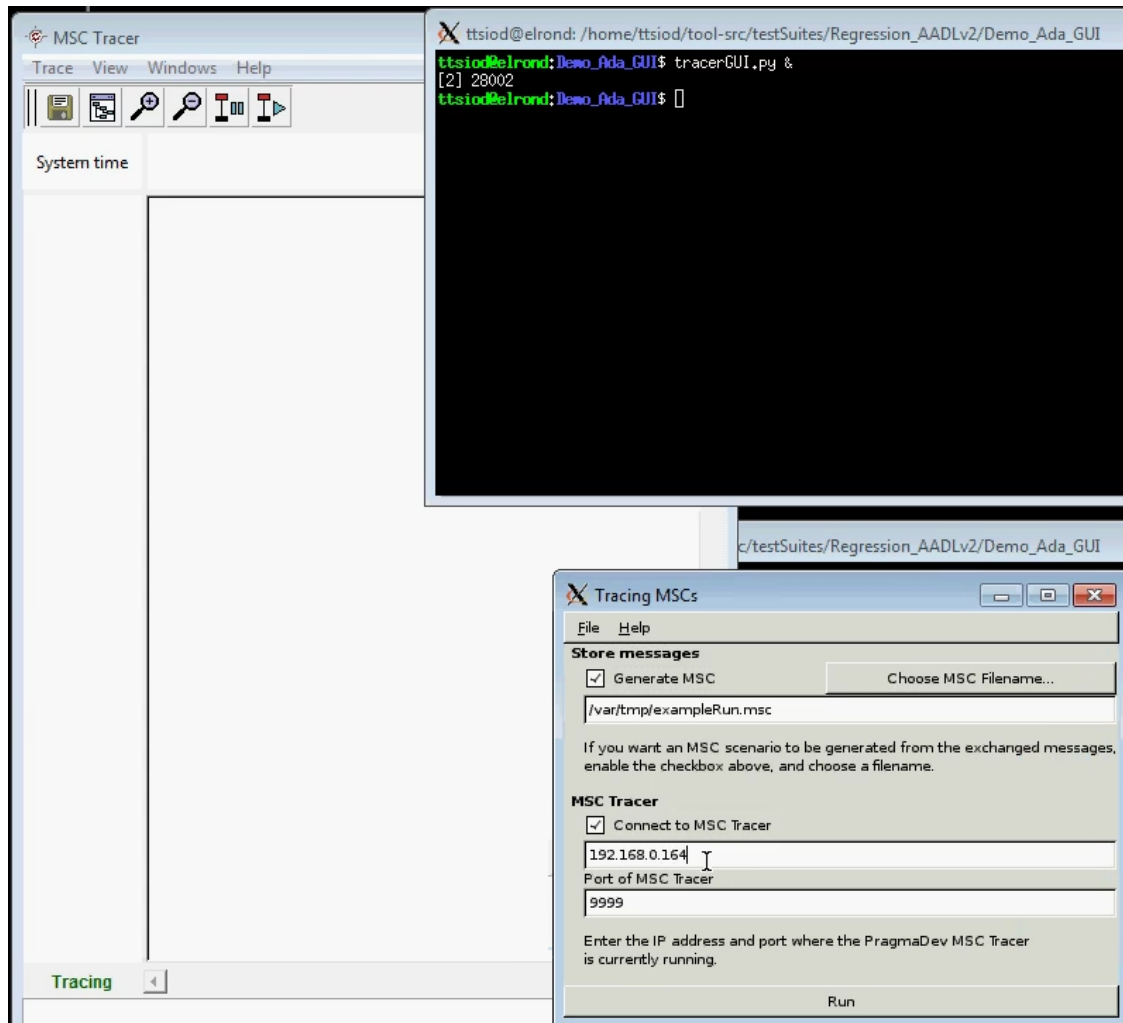 MSC Tracer
Trace View Windows Help
System time
Tracing
ttsiod@elrond: /home/ttsiod/tool-src/testSuites/Regression_AADLv2/Demo_Ada_GUI
ttsiod@elrond:Demo_Ada_GUI$ tracerGUI.py &
[2] 28002
ttsiod@elrond:Demo_Ada_GUI$
c/testSuites/Regression_AADLv2/Demo_Ada_GUI
Tracing MSCs
File Help
Store messages
Generate MSC Choose MSC Filename...
/var/tmp/exampleRun.msc
If you want an MSC scenario to be generated from the exchanged messages,
enable the checkbox above, and choose a filename.
MSC Tracer
Connect to MSC Tracer
192.168.0.164
Port of MSC Tracer
9999
Enter the IP address and port where the PragmaDev MSC Tracer
is currently running.
Run